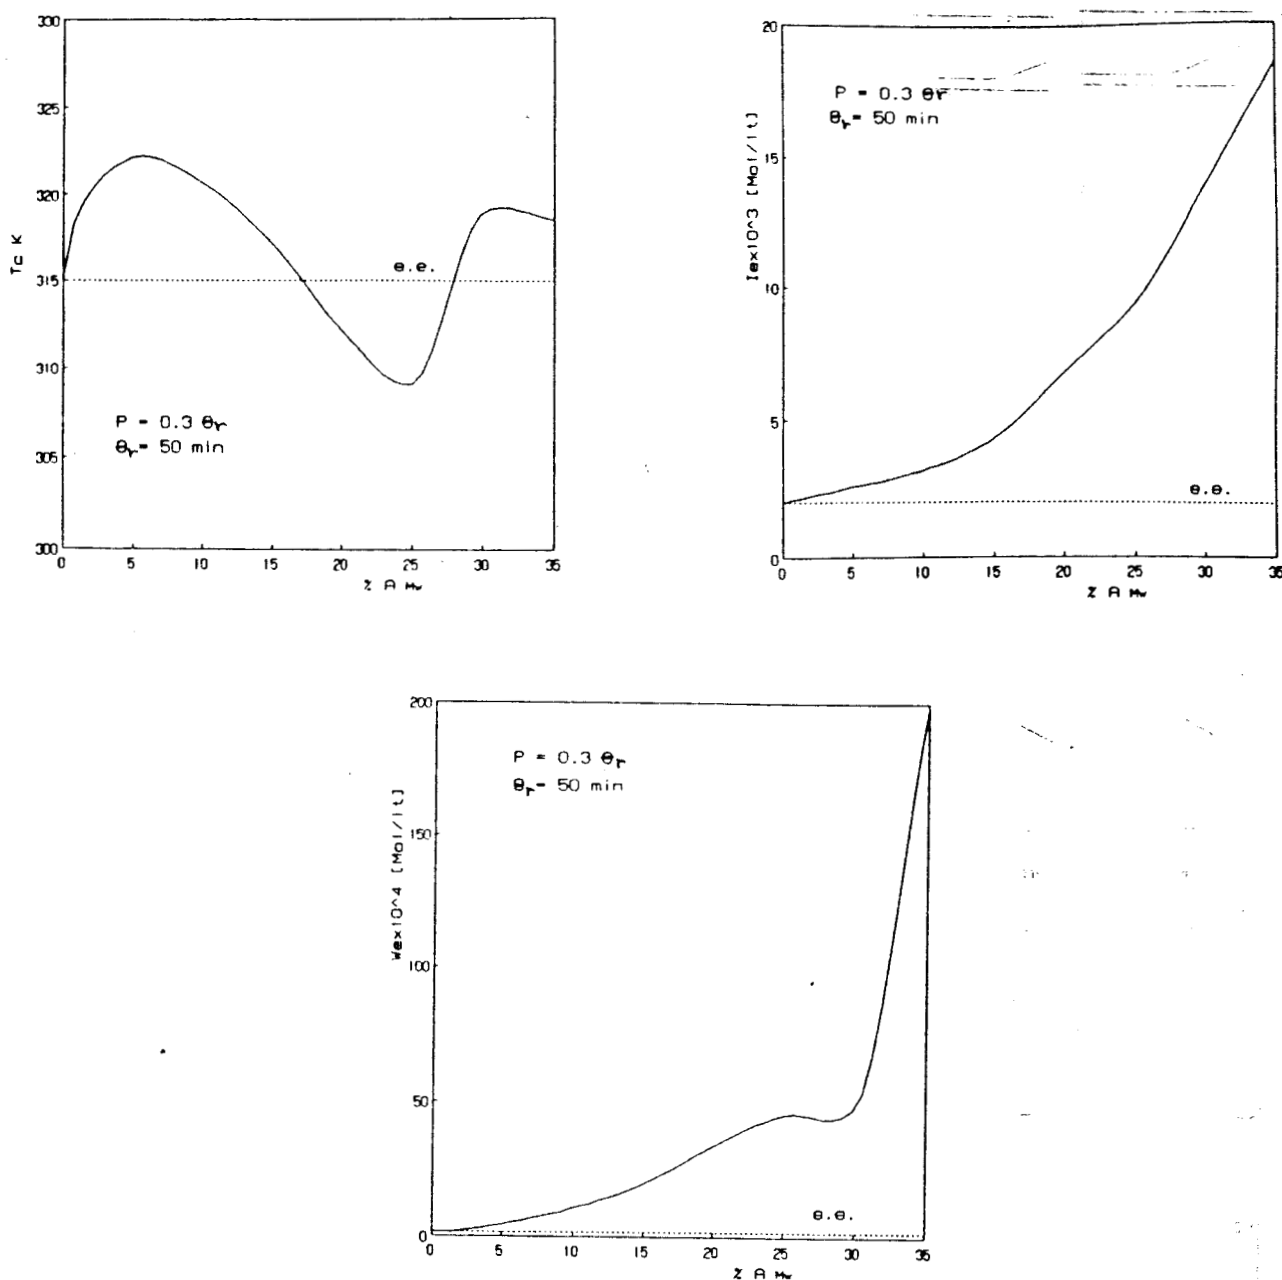 330
325
320
315
310
305
300
Tc K
e.e.
P = 0.3 θr
θr= 50 min
0 5 10 15 20 25 30 35
% A Mw
20
15
10
5
0
Iex10^3 [Mol/lt]
P = 0.3 θr
θr= 50 min
e.e.
0 5 10 15 20 25 30 35
% A Mw
200
150
100
50
0
Wex10^4 [Mol/lt]
P = 0.3 θr
θr= 50 min
e.e.
0 5 10 15 20 25 30 35
% A Mw